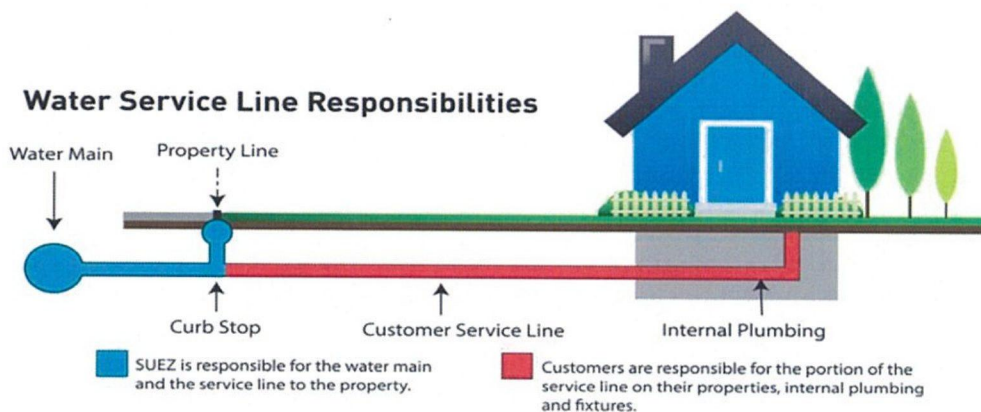 Water Service Line Responsibilities
Water Main
Property Line
Curb Stop
Customer Service Line
Internal Plumbing
SUEZ is responsible for the water main
and the service line to the property.
Customers are responsible for the portion of the
service line on their properties, internal plumbing
and fixtures.